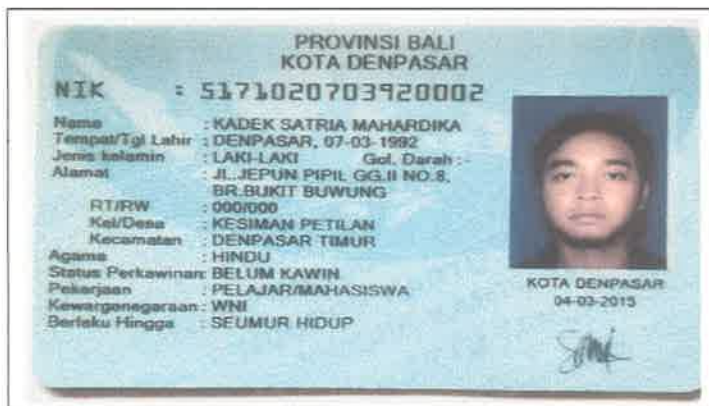 PROVINSI BALI
KOTA DENPASAR
NIK : 5171020703920002
Nama : KADEK SATRIA MAHARDIKA
Tempat/Tgl Lahir : DENPASAR, 07-03-1992
Jenis kelamin : LAKI-LAKI Gol. Darah : -
Alamat : JL.JEPUN PIPIL GG.II NO.8,
BR.BUKIT BUWUNG
RT/RW : 000/000
Kel/Desa : KESIMAN PETILAN
Kecamatan : DENPASAR TIMUR
Agama : HINDU
Status Perkawinan: BELUM KAWIN
Pekerjaan : PELAJAR/MAHASISWA
Kewarganegaraan: WNI
Berlaku Hingga : SEUMUR HIDUP
KOTA DENPASAR
04-03-2015